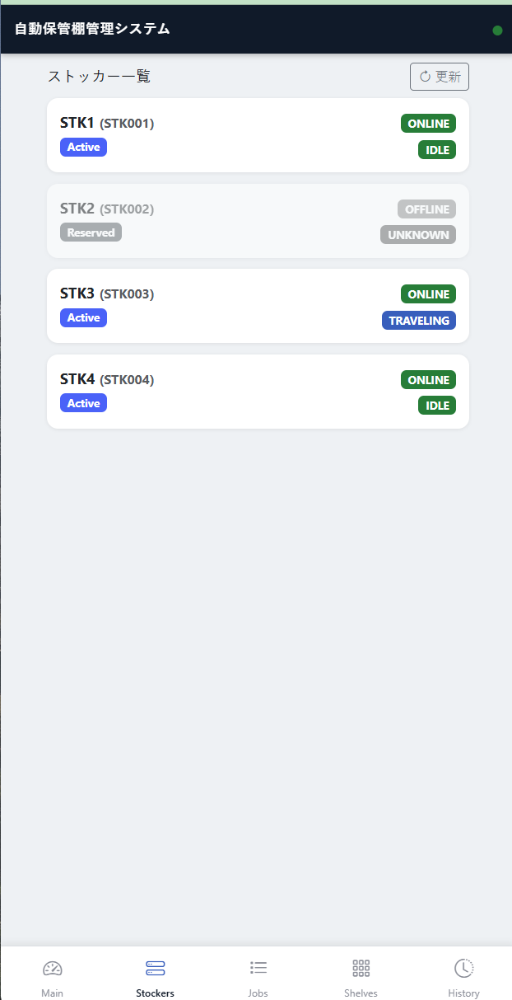 自動保管棚管理システム
ストッカー一覧
更新
STK1 (STK001)
ONLINE
Active
IDLE
STK2 (STK002)
OFFLINE
Reserved
UNKNOWN
STK3 (STK003)
ONLINE
Active
TRAVELING
STK4 (STK004)
ONLINE
Active
IDLE
Main
Stockers
Jobs
Shelves
History